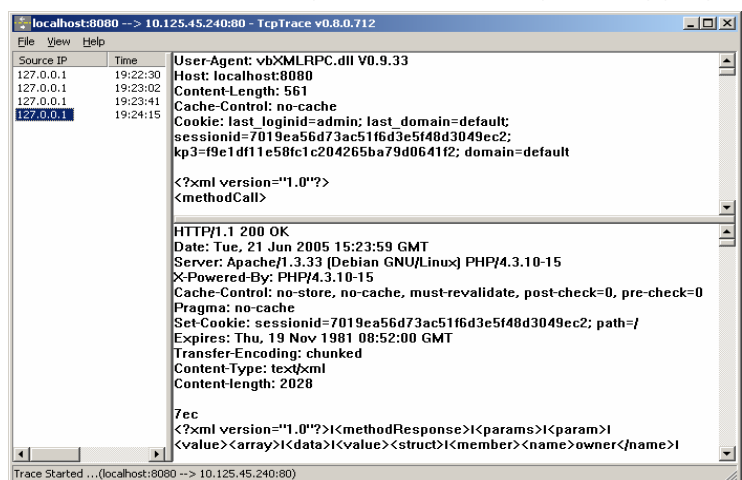 localhost:8080 --> 10.125.45.240:80 - TcpTrace v0.8.0.712
File View Help
Source IP Time
127.0.0.1 19:22:30
127.0.0.1 19:23:02
127.0.0.1 19:23:41
127.0.0.1 19:24:15
User-Agent: vbXMLRPC.dll V0.9.33
Host: localhost:8080
Content-Length: 561
Cache-Control: no-cache
Cookie: last_loginid=admin; last_domain=default;
sessionid=7019ea56d73ac51f6d3e5f48d3049ec2;
kp3=f9e1df11e58fc1c204265ba79d0641f2; domain=default
<?xml version="1.0"?>
<methodCall>
HTTP/1.1 200 OK
Date: Tue, 21 Jun 2005 15:23:59 GMT
Server: Apache/1.3.33 (Debian GNU/Linux) PHP/4.3.10-15
X-Powered-By: PHP/4.3.10-15
Cache-Control: no-store, no-cache, must-revalidate, post-check=0, pre-check=0
Pragma: no-cache
Set-Cookie: sessionid=7019ea56d73ac51f6d3e5f48d3049ec2; path=/
Expires: Thu, 19 Nov 1981 08:52:00 GMT
Transfer-Encoding: chunked
Content-Type: text/xml
Content-length: 2028
7ec
<?xml version="1.0"?>I<methodResponse>I<params>I<param>I
<value><array>I<data>I<value><struct>I<member><name>owner</name>I
Trace Started ...(localhost:8080 --> 10.125.45.240:80)